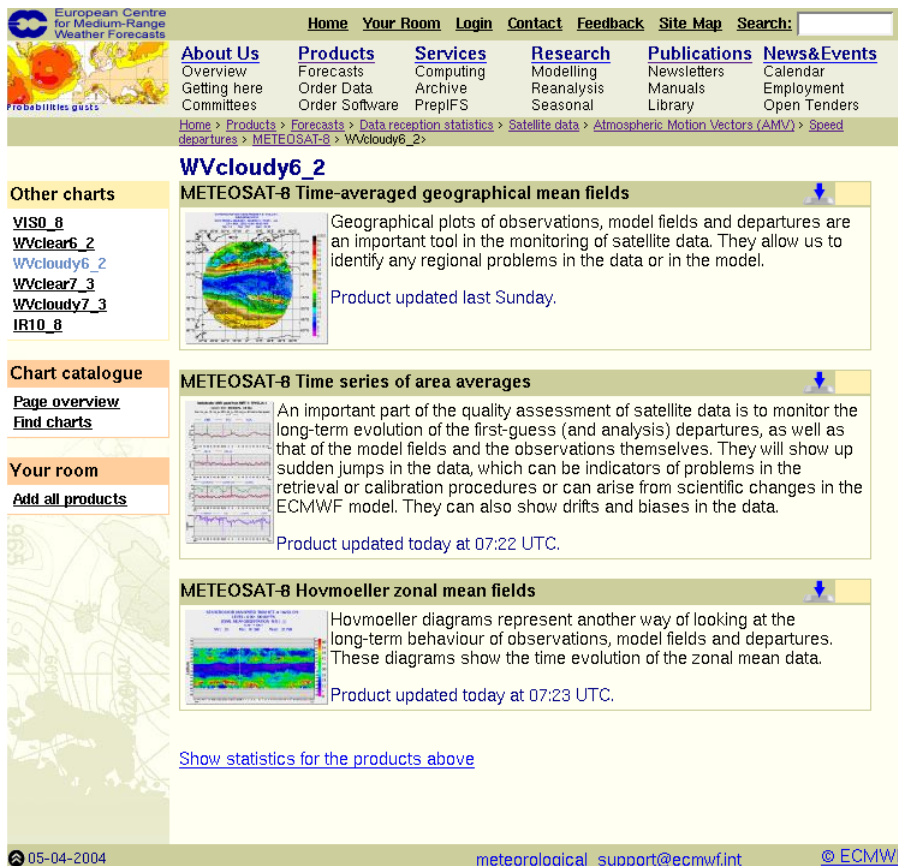 European Centre
for Medium-Range
Weather Forecasts
Home Your Room Login Contact Feedback Site Map Search:
About Us Products Services Research Publications News&Events
Overview Forecasts Computing Modelling Newsletters Calendar
Getting here Order Data Archive Reanalysis Manuals Employment
Committees Order Software PrepIFS Seasonal Library Open Tenders
Probabilities gusts
Home > Products > Forecasts > Data reception statistics > Satellite data > Atmospheric Motion Vectors (AMV) > Speed
departures > METEOSAT-8 > WVcloudy6_2>
WVcloudy6_2
Other charts
VIS0_8
WVclear6_2
WVcloudy6_2
WVclear7_3
WVcloudy7_3
IR10_8
Chart catalogue
Page overview
Find charts
Your room
Add all products
METEOSAT-8 Time-averaged geographical mean fields
Geographical plots of observations, model fields and departures are
an important tool in the monitoring of satellite data. They allow us to
identify any regional problems in the data or in the model.
Product updated last Sunday.
METEOSAT-8 Time series of area averages
An important part of the quality assessment of satellite data is to monitor the
long-term evolution of the first-guess (and analysis) departures, as well as
that of the model fields and the observations themselves. They will show up
sudden jumps in the data, which can be indicators of problems in the
retrieval or calibration procedures or can arise from scientific changes in the
ECMWF model. They can also show drifts and biases in the data.
Product updated today at 07:22 UTC.
METEOSAT-8 Hovmoeller zonal mean fields
Hovmoeller diagrams represent another way of looking at the
long-term behaviour of observations, model fields and departures.
These diagrams show the time evolution of the zonal mean data.
Product updated today at 07:23 UTC.
Show statistics for the products above
05-04-2004 meteorological_support@ecmwf.int © ECMW